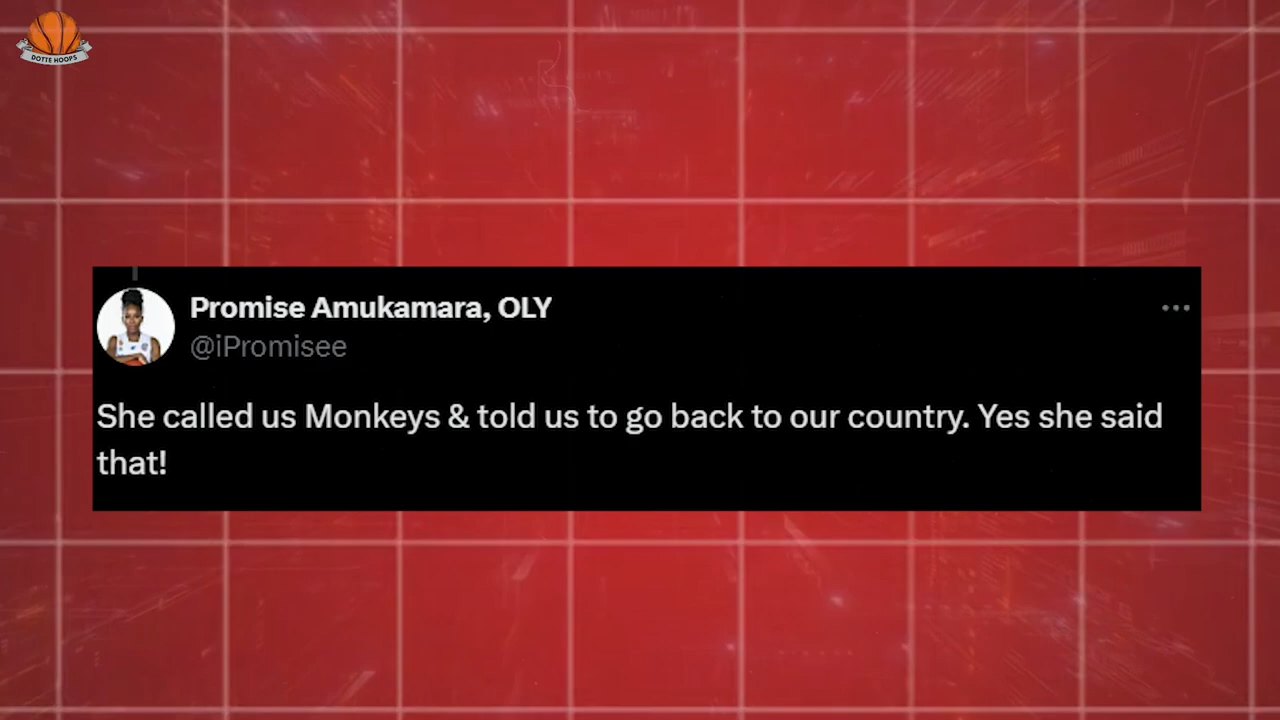 DOTTE HOOPS
Promise Amukamara, OLY
@iPromisee
She called us Monkeys & told us to go back to our country. Yes she said
that!